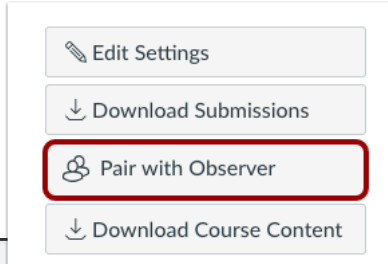 Edit Settings
Download Submissions
Pair with Observer
Download Course Content